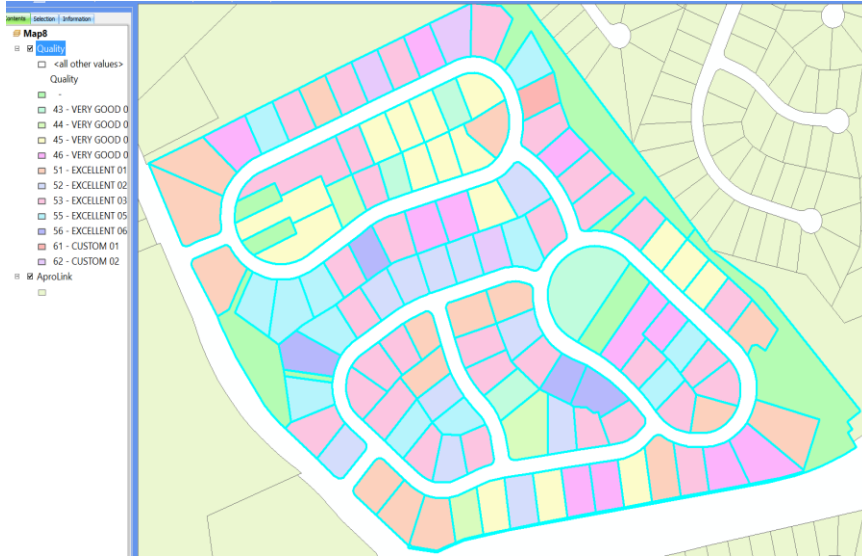 Contents Selection Information
Map8
Quality
<all other values>
Quality
-
43 - VERY GOOD 0
44 - VERY GOOD 0
45 - VERY GOOD 0
46 - VERY GOOD 0
51 - EXCELLENT 01
52 - EXCELLENT 02
53 - EXCELLENT 03
55 - EXCELLENT 05
56 - EXCELLENT 06
61 - CUSTOM 01
62 - CUSTOM 02
AproLink